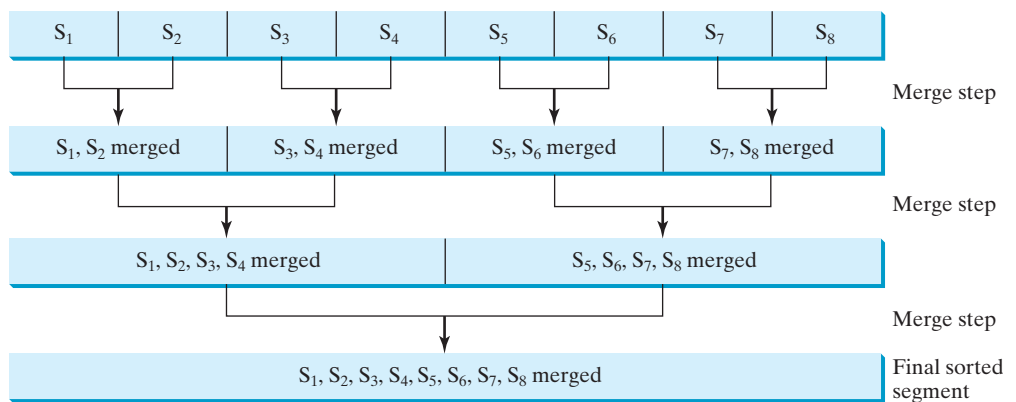 S₁ S₂ S₃ S₄ S₅ S₆ S₇ S₈
Merge step
S₁, S₂ merged S₃, S₄ merged S₅, S₆ merged S₇, S₈ merged
Merge step
S₁, S₂, S₃, S₄ merged S₅, S₆, S₇, S₈ merged
Merge step
S₁, S₂, S₃, S₄, S₅, S₆, S₇, S₈ merged
Final sorted
segment